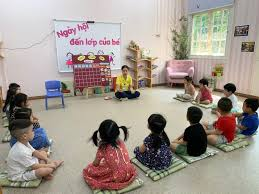 Ngày hội
đến lớp của bé